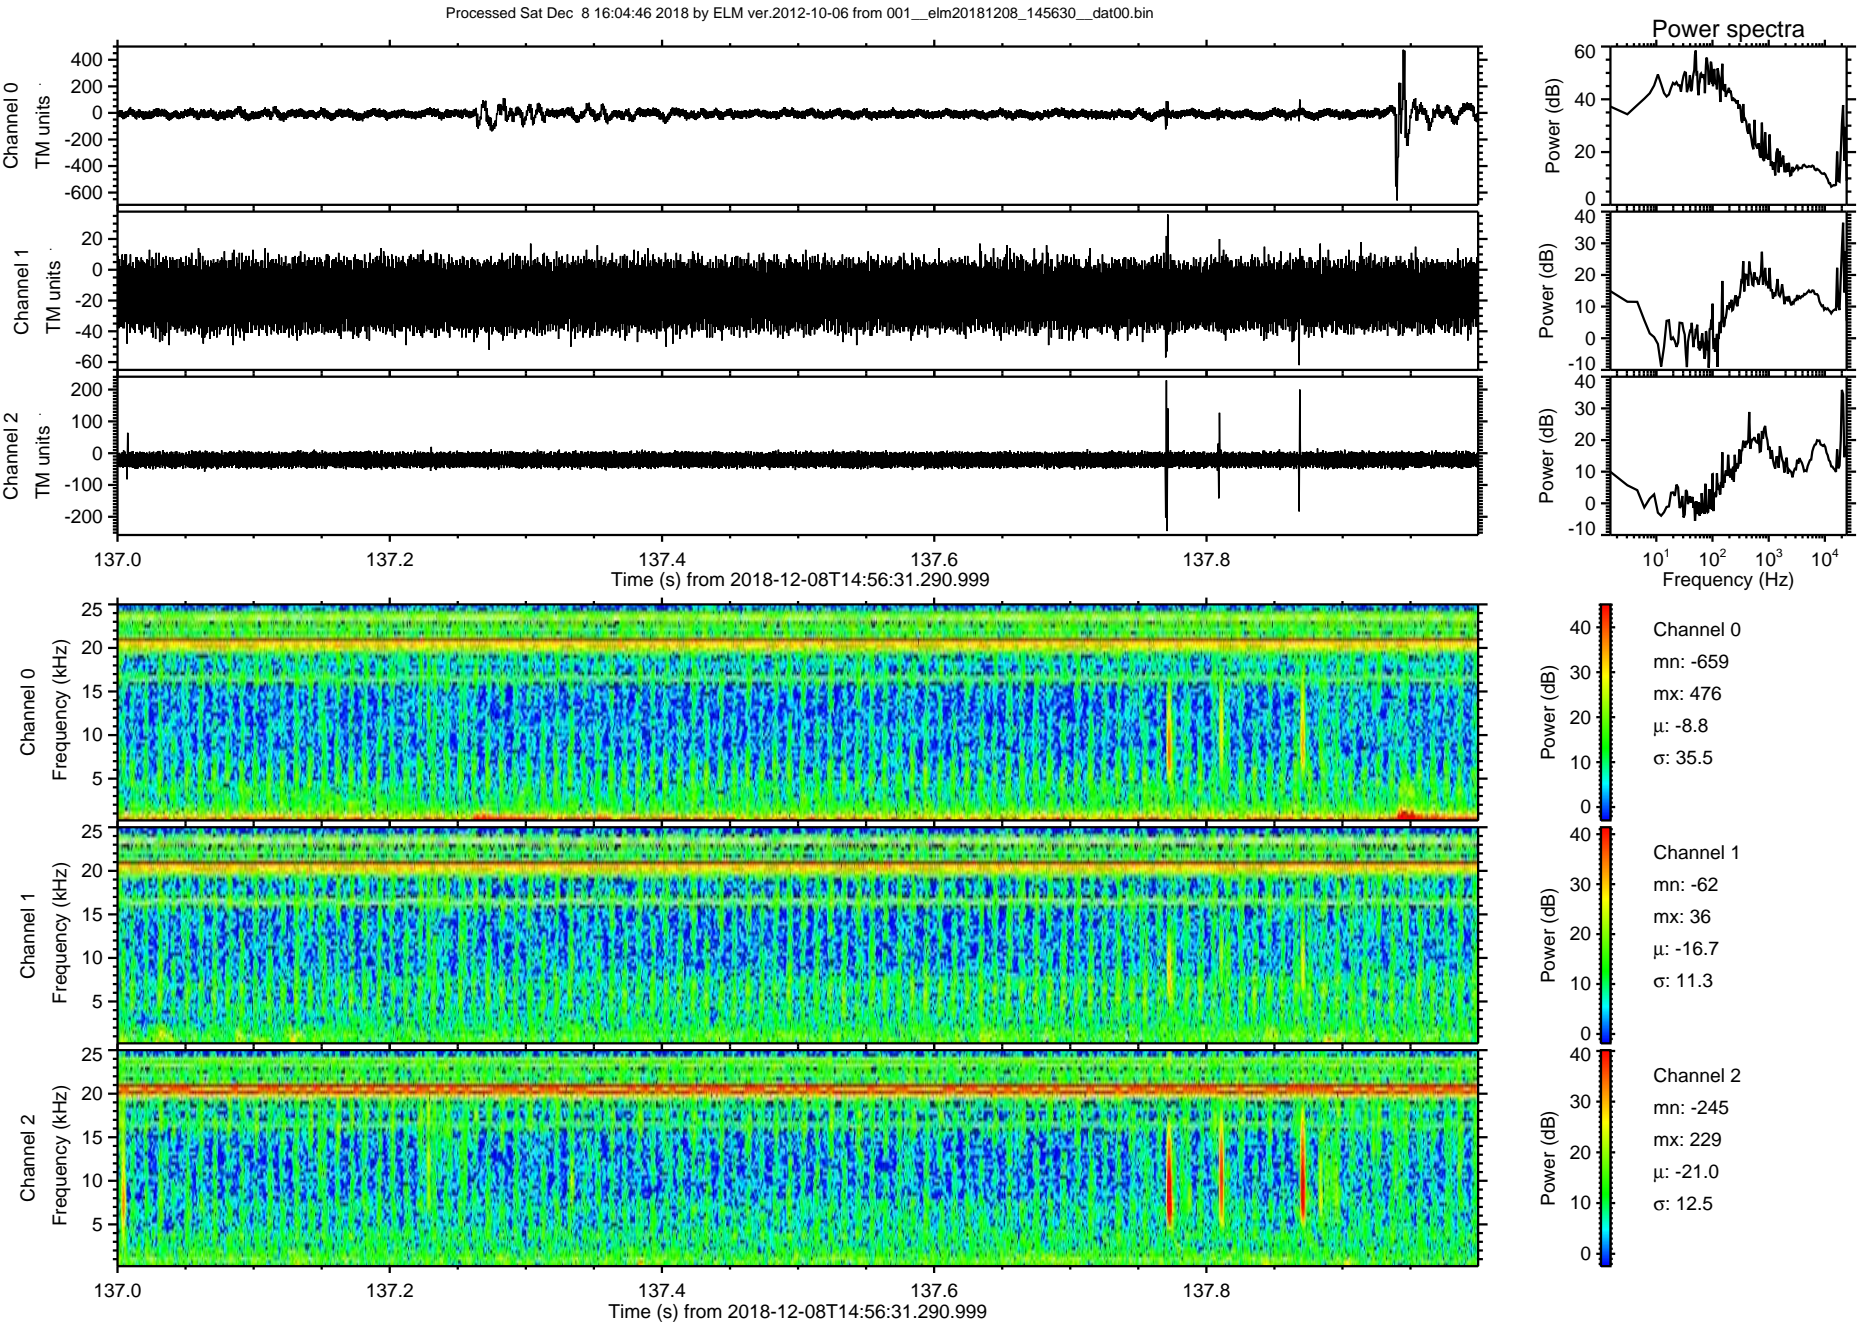 Processed Sat Dec  8 16:04:46 2018 by ELM ver.2012-10-06 from 001__elm20181208_145630__dat00.bin
Power spectra
Channel 0
TM units
400
200
0
-200
-400
-600
Power (dB)
60
40
20
0
Channel 1
TM units
20
0
-20
-40
-60
Power (dB)
40
30
20
10
0
-10
Channel 2
TM units
200
100
0
-100
-200
Power (dB)
40
30
20
10
0
-10
137.0 137.2 137.4 137.6 137.8
Time (s) from 2018-12-08T14:56:31.290.999
10¹ 10² 10³ 10⁴
Frequency (Hz)
Channel 0
Frequency (kHz)
25
20
15
10
5
Power (dB)
40
30
20
10
0
Channel 0
mn: -659
mx: 476
μ: -8.8
σ: 35.5
Channel 1
Frequency (kHz)
25
20
15
10
5
Power (dB)
40
30
20
10
0
Channel 1
mn: -62
mx: 36
μ: -16.7
σ: 11.3
Channel 2
Frequency (kHz)
25
20
15
10
5
Power (dB)
40
30
20
10
0
Channel 2
mn: -245
mx: 229
μ: -21.0
σ: 12.5
137.0 137.2 137.4 137.6 137.8
Time (s) from 2018-12-08T14:56:31.290.999